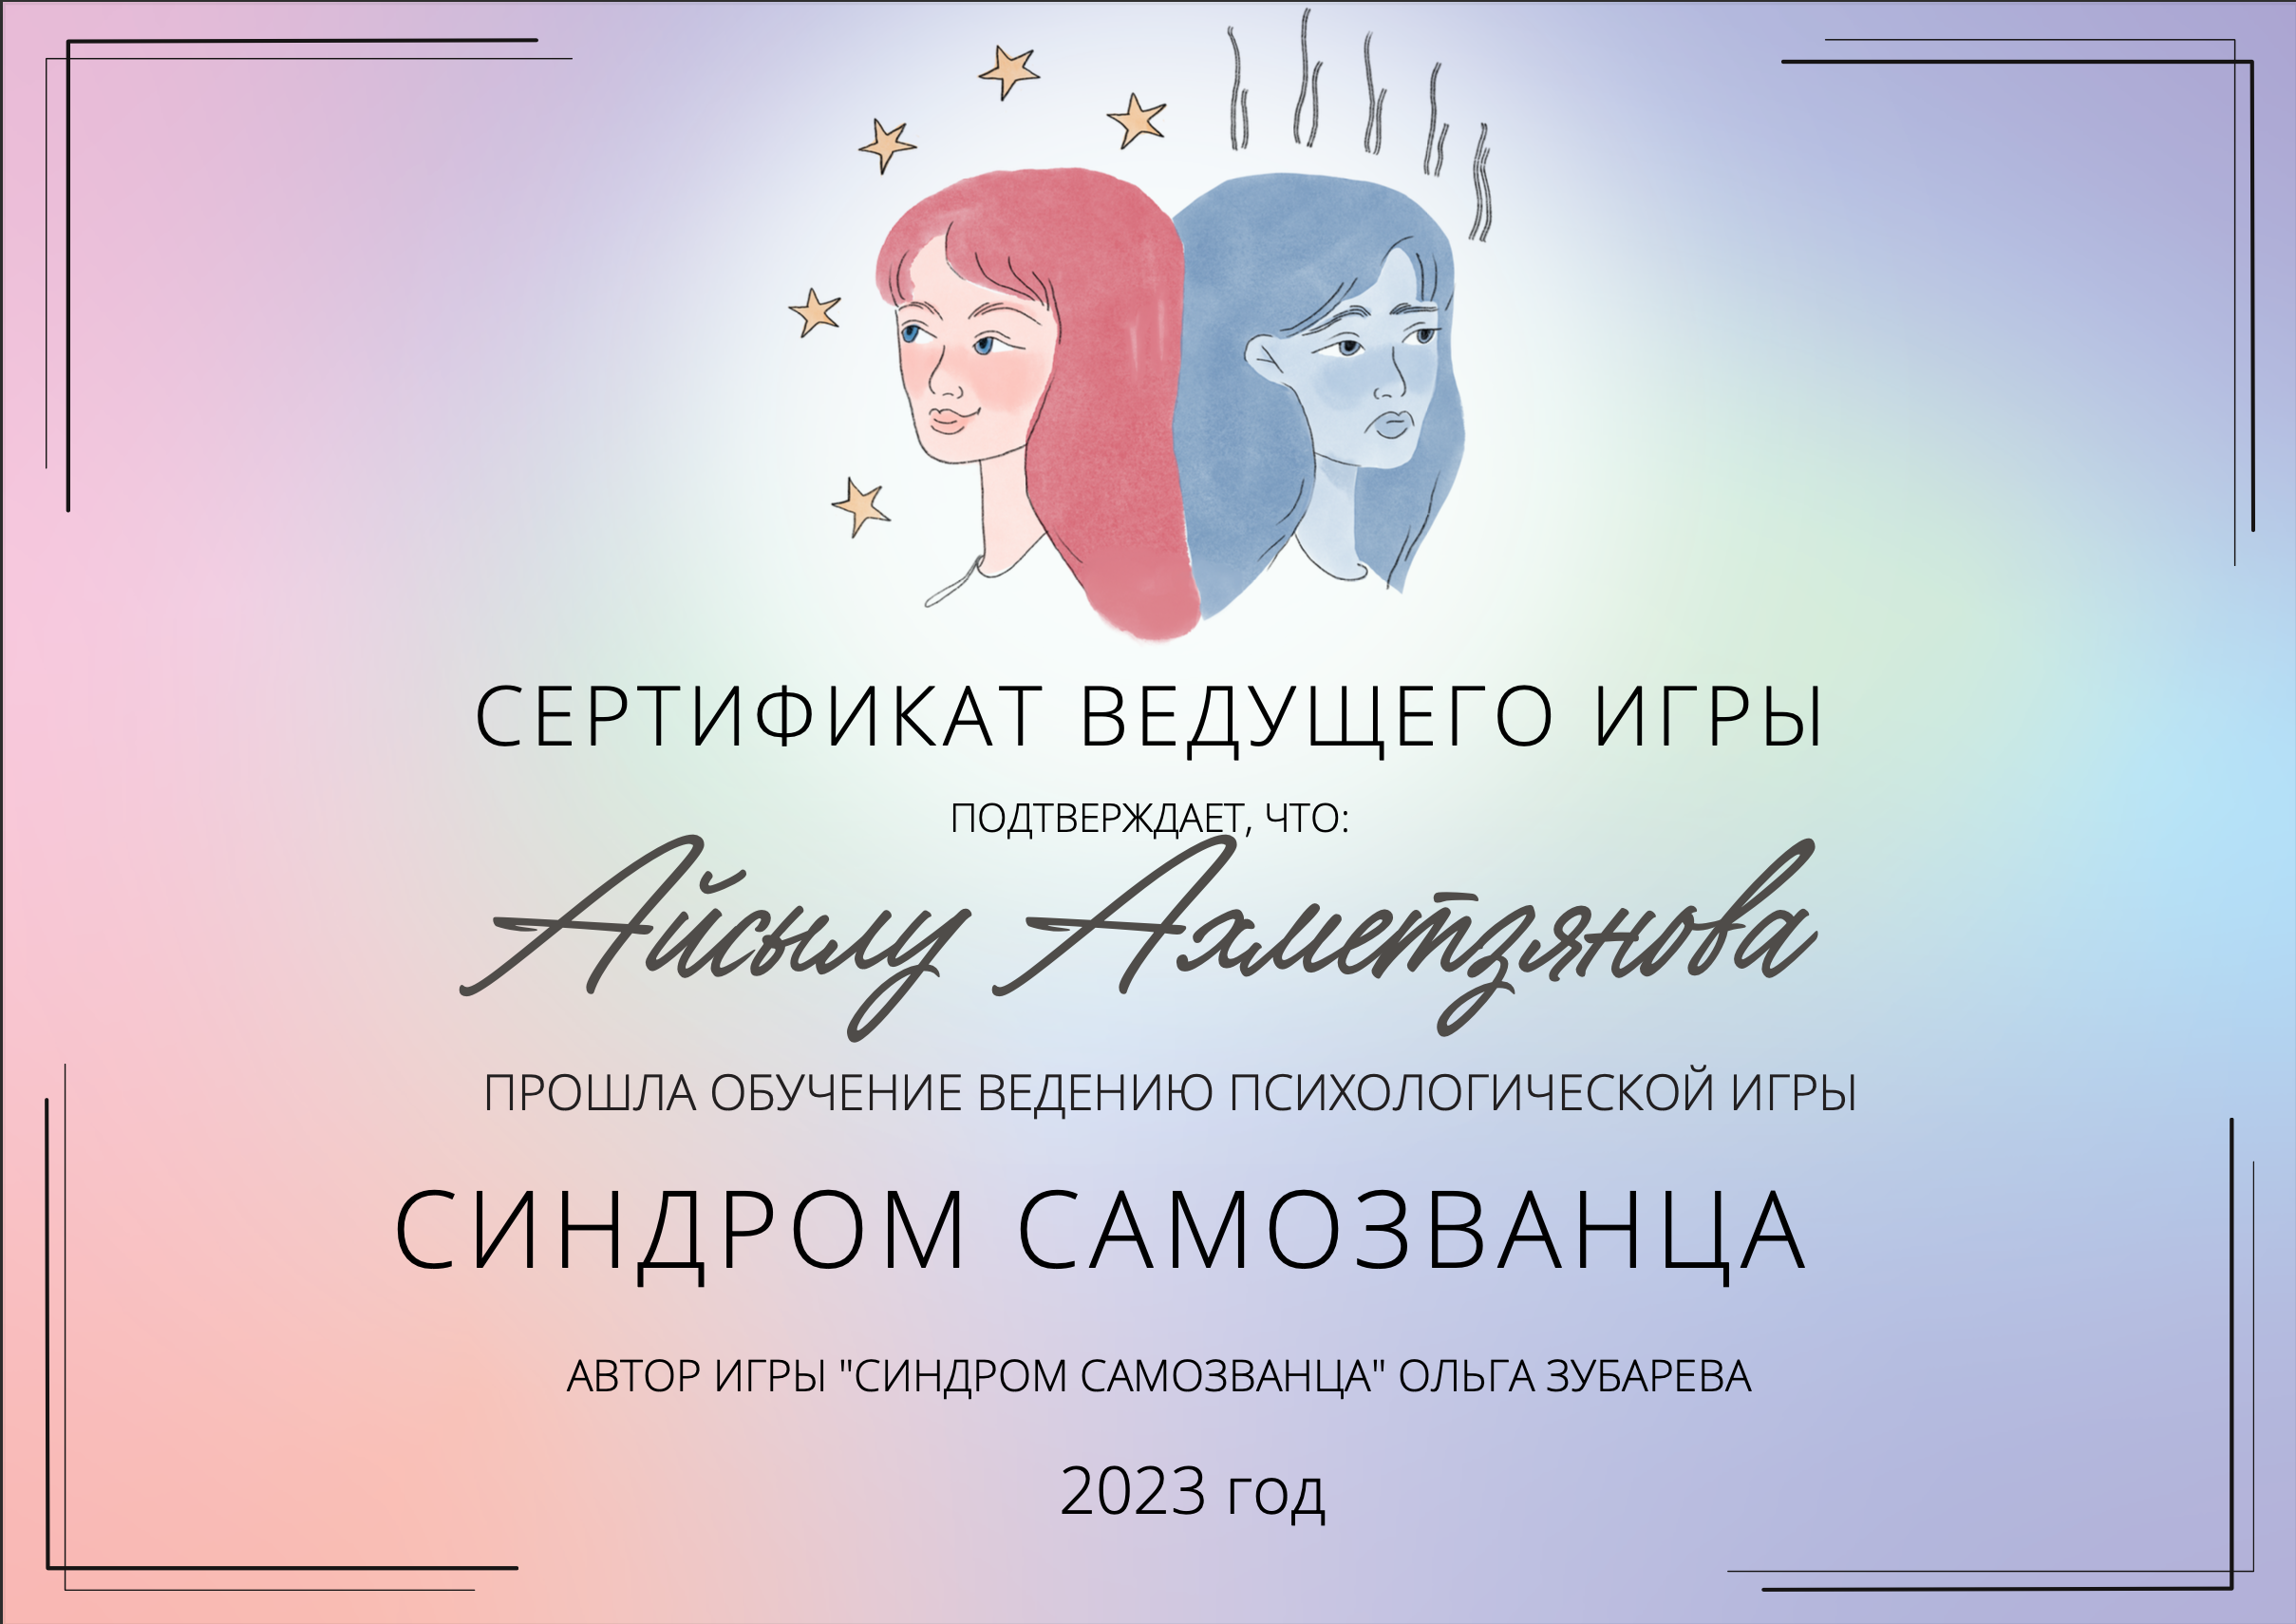 СЕРТИФИКАТ ВЕДУЩЕГО ИГРЫ
ПОДТВЕРЖДАЕТ, ЧТО:
Айсылу Ахметзянова
ПРОШЛА ОБУЧЕНИЕ ВЕДЕНИЮ ПСИХОЛОГИЧЕСКОЙ ИГРЫ
СИНДРОМ САМОЗВАНЦА
АВТОР ИГРЫ "СИНДРОМ САМОЗВАНЦА" ОЛЬГА ЗУБАРЕВА
2023 год